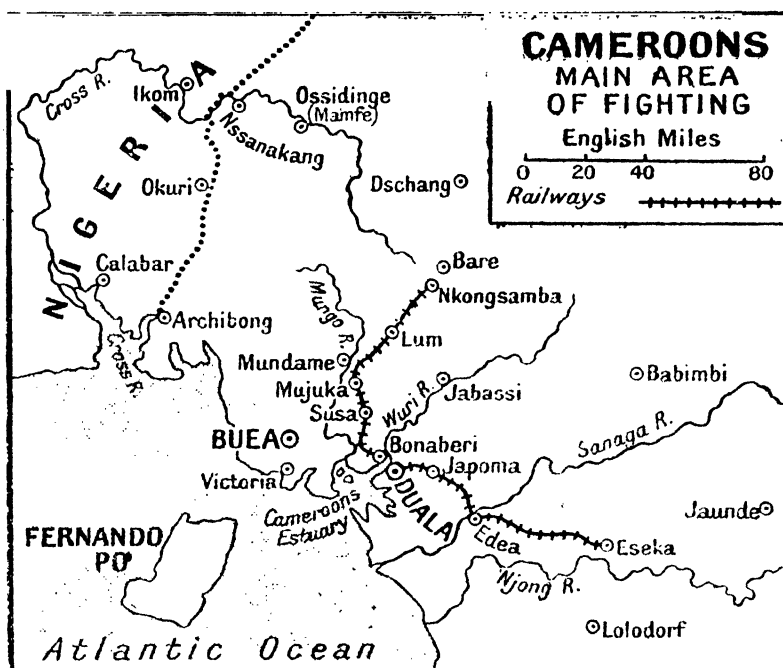 CAMEROONS
MAIN AREA
OF FIGHTING
English Miles
0 20 40 80
Railways
NIGERIA
Cross R.
Ikom
Nssanakang
Ossidinge
(Mamfe)
Okuri
Dschang
Calabar
Cross R.
Archibong
Bare
Nkongsamba
Mungo R.
Lum
Mundame
Mujuka
Susa
Wuri R.
Jabassi
Babimbi
Sanaga R.
BUEA
Bonaberi
Victoria
Japoma
DUALA
Cameroons
Estuary
Edea
Jaunde
Eseka
Njong R.
FERNANDO
PO
Lolodorf
Atlantic Ocean